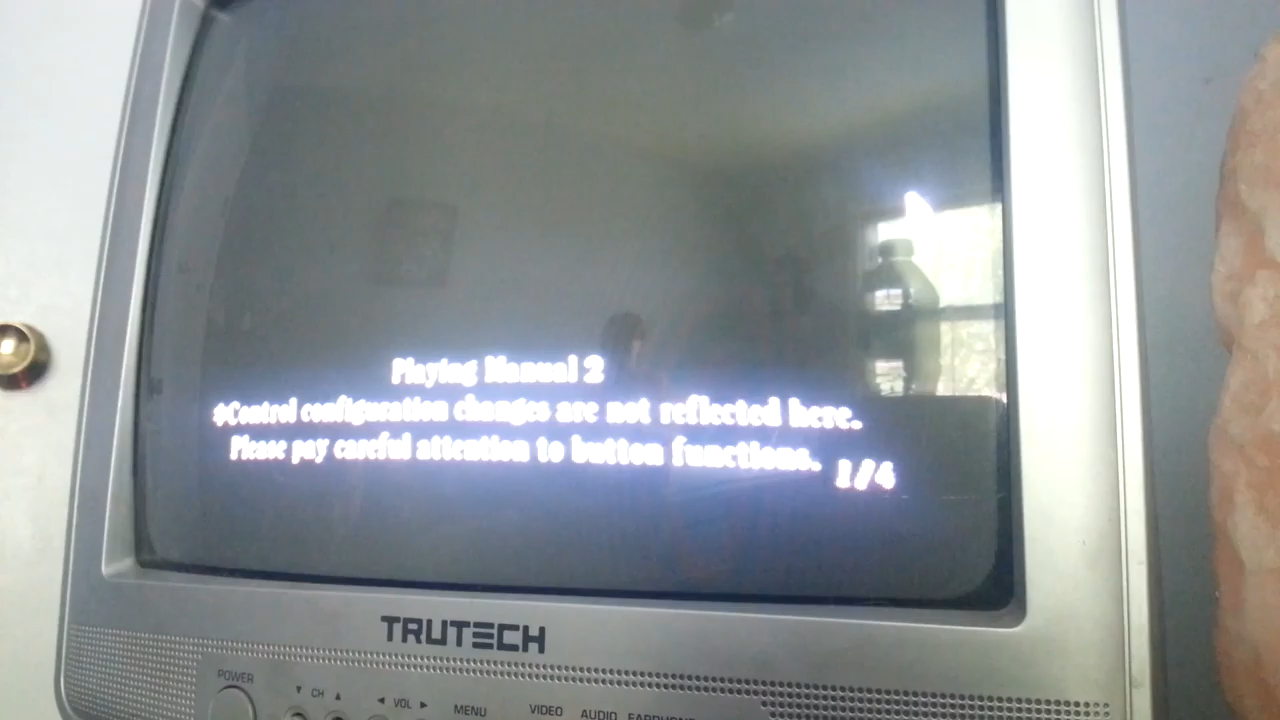 Playing Manual 2
*Control configuration changes are not reflected here.
Please pay careful attention to button functions.
1/4
TRUTECH
POWER
▼ CH ▲
◄ VOL ►
MENU
VIDEO
AUDIO